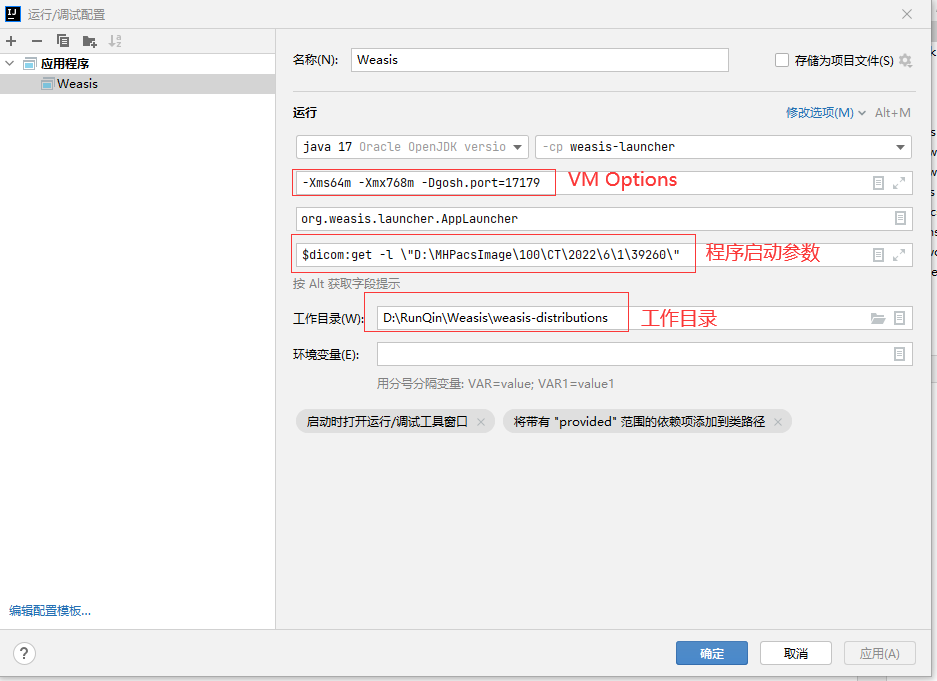 运行/调试配置
应用程序
Weasis
编辑配置模板...
名称(N): Weasis
存储为项目文件(S)
运行
修改选项(M) Alt+M
java 17 Oracle OpenJDK versio
-cp weasis-launcher
-Xms64m -Xmx768m -Dgosh.port=17179
VM Options
org.weasis.launcher.AppLauncher
$dicom:get -l \"D:\MHPacsImage\100\CT\2022\6\1\39260\"
程序启动参数
按 Alt 获取字段提示
工作目录(W): D:\RunQin\Weasis\weasis-distributions
工作目录
环境变量(E):
用分号分隔变量: VAR=value; VAR1=value1
启动时打开运行/调试工具窗口
将带有 "provided" 范围的依赖项添加到类路径
?
确定
取消
应用(A)